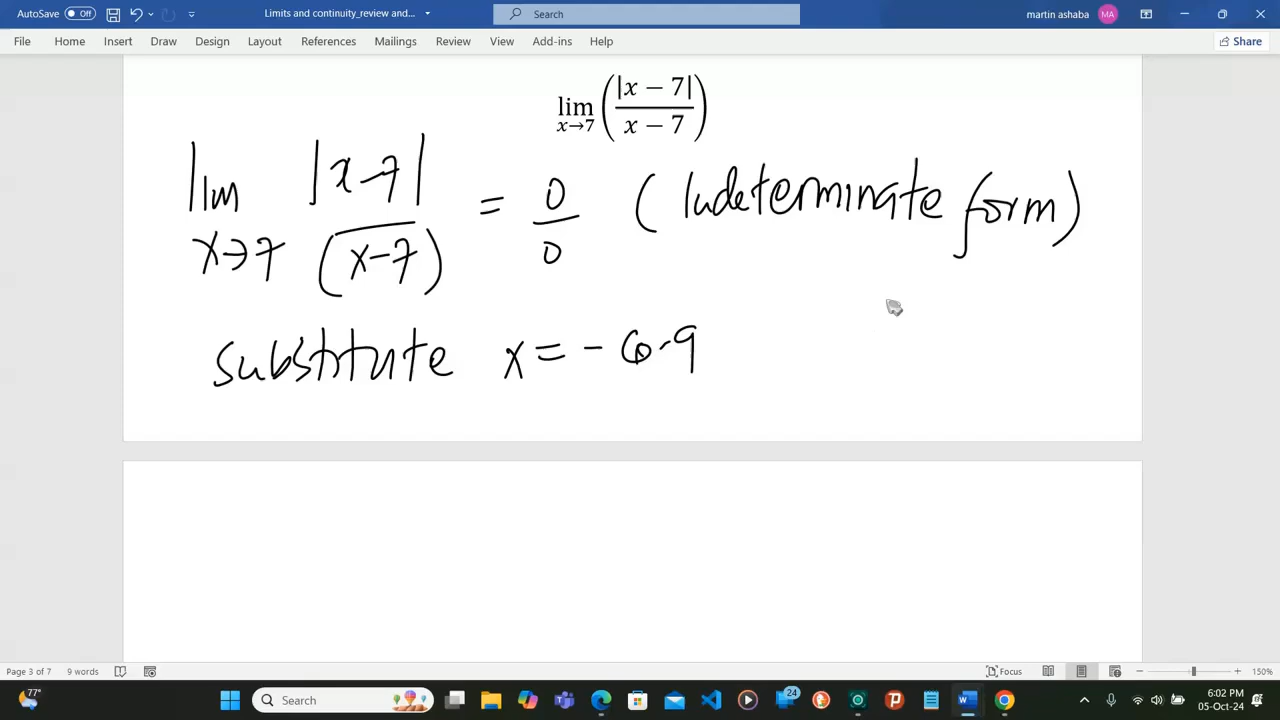 AutoSave Off Limits and continuity_review and... Search martin ashaba MA
File Home Insert Draw Design Layout References Mailings Review View Add-ins Help Share
lim x→7 (|x − 7| / x − 7)
lim x→7 |x-7| / (x-7) = 0/0 (Indeterminate form)
substitute x = - 6.9
Page 3 of 7 9 words Focus 150%
77° Search 24 6:02 PM
05-Oct-24